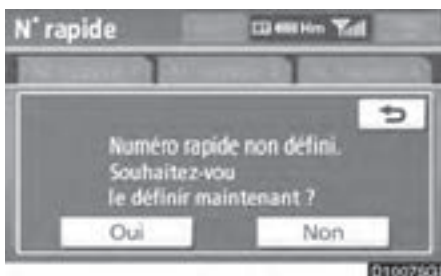 N° rapide
Numéro rapide non défini.
Souhaitez-vou
le définir maintenant ?
Oui
Non